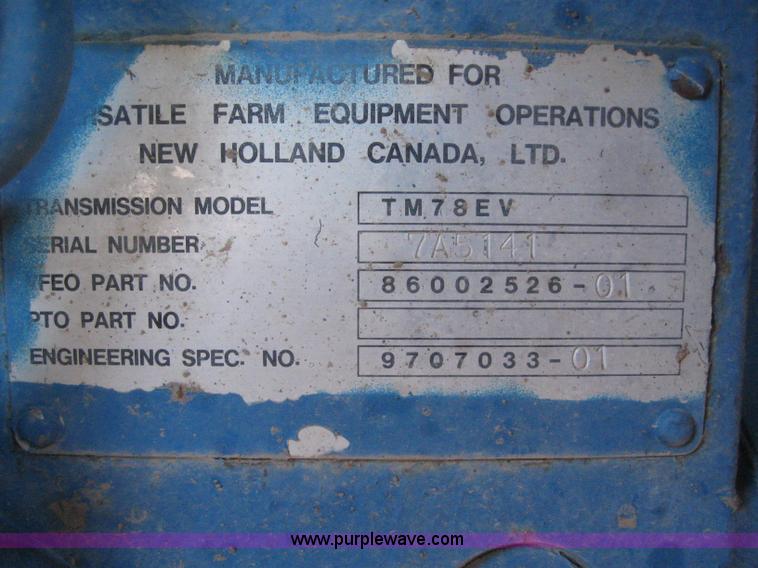 MANUFACTURED FOR
SATILE FARM EQUIPMENT OPERATIONS
NEW HOLLAND CANADA, LTD.
TRANSMISSION MODEL TM78EV
SERIAL NUMBER 7A5141
VFEO PART NO. 86002526-01
PTO PART NO.
ENGINEERING SPEC. NO. 9707033-01
www.purplewave.com